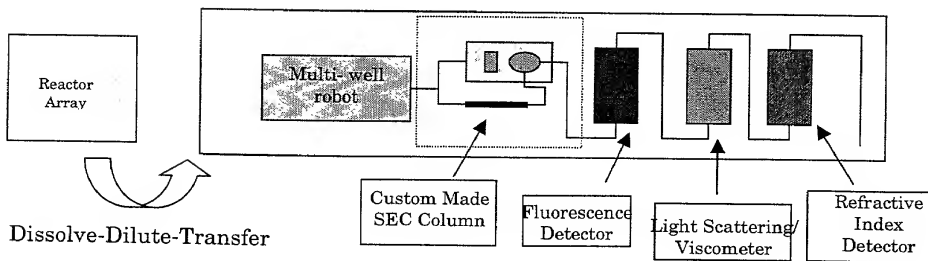 Reactor
Array
Multi- well
robot
Dissolve-Dilute-Transfer
Custom Made
SEC Column
Fluorescence
Detector
Light Scattering/
Viscometer
Refractive
Index
Detector